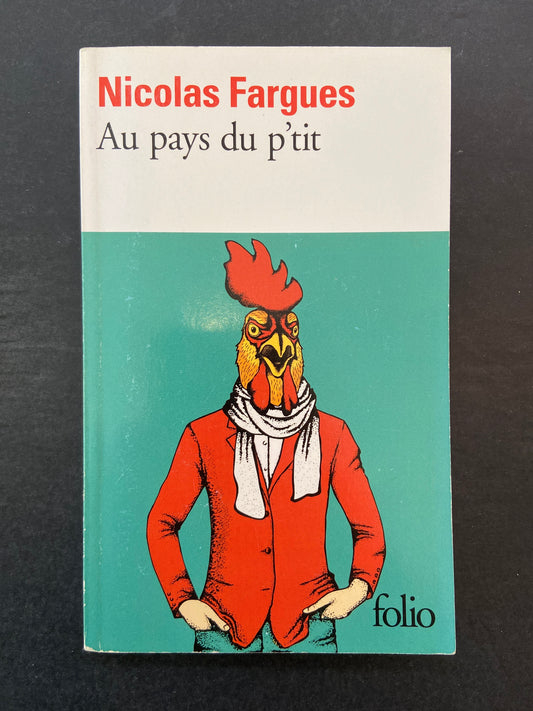 Nicolas Fargues
Au pays du p'tit
folio